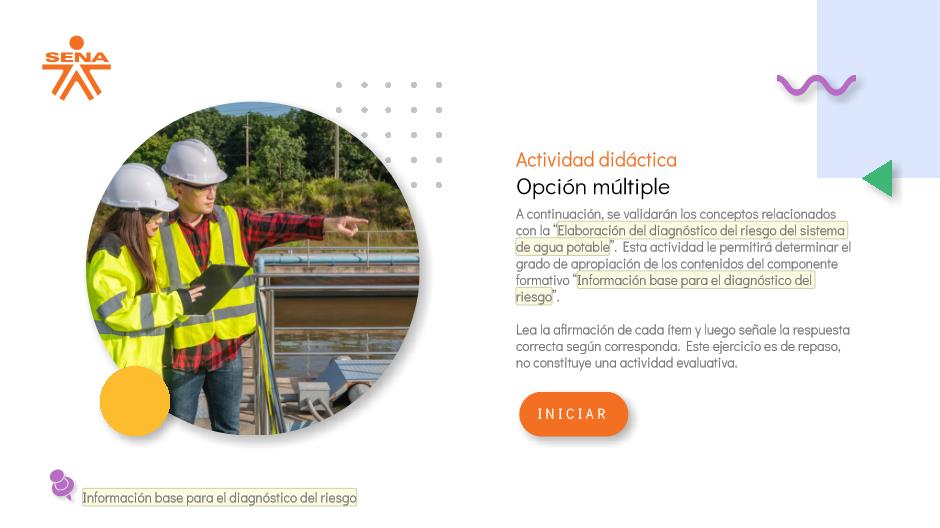 SENA
Actividad didáctica
Opción múltiple
A continuación, se validarán los conceptos relacionados
con la “Elaboración del diagnóstico del riesgo del sistema
de agua potable”. Esta actividad le permitirá determinar el
grado de apropiación de los contenidos del componente
formativo “Información base para el diagnóstico del
riesgo”.
Lea la afirmación de cada ítem y luego señale la respuesta
correcta según corresponda. Este ejercicio es de repaso,
no constituye una actividad evaluativa.
INICIAR
Información base para el diagnóstico del riesgo